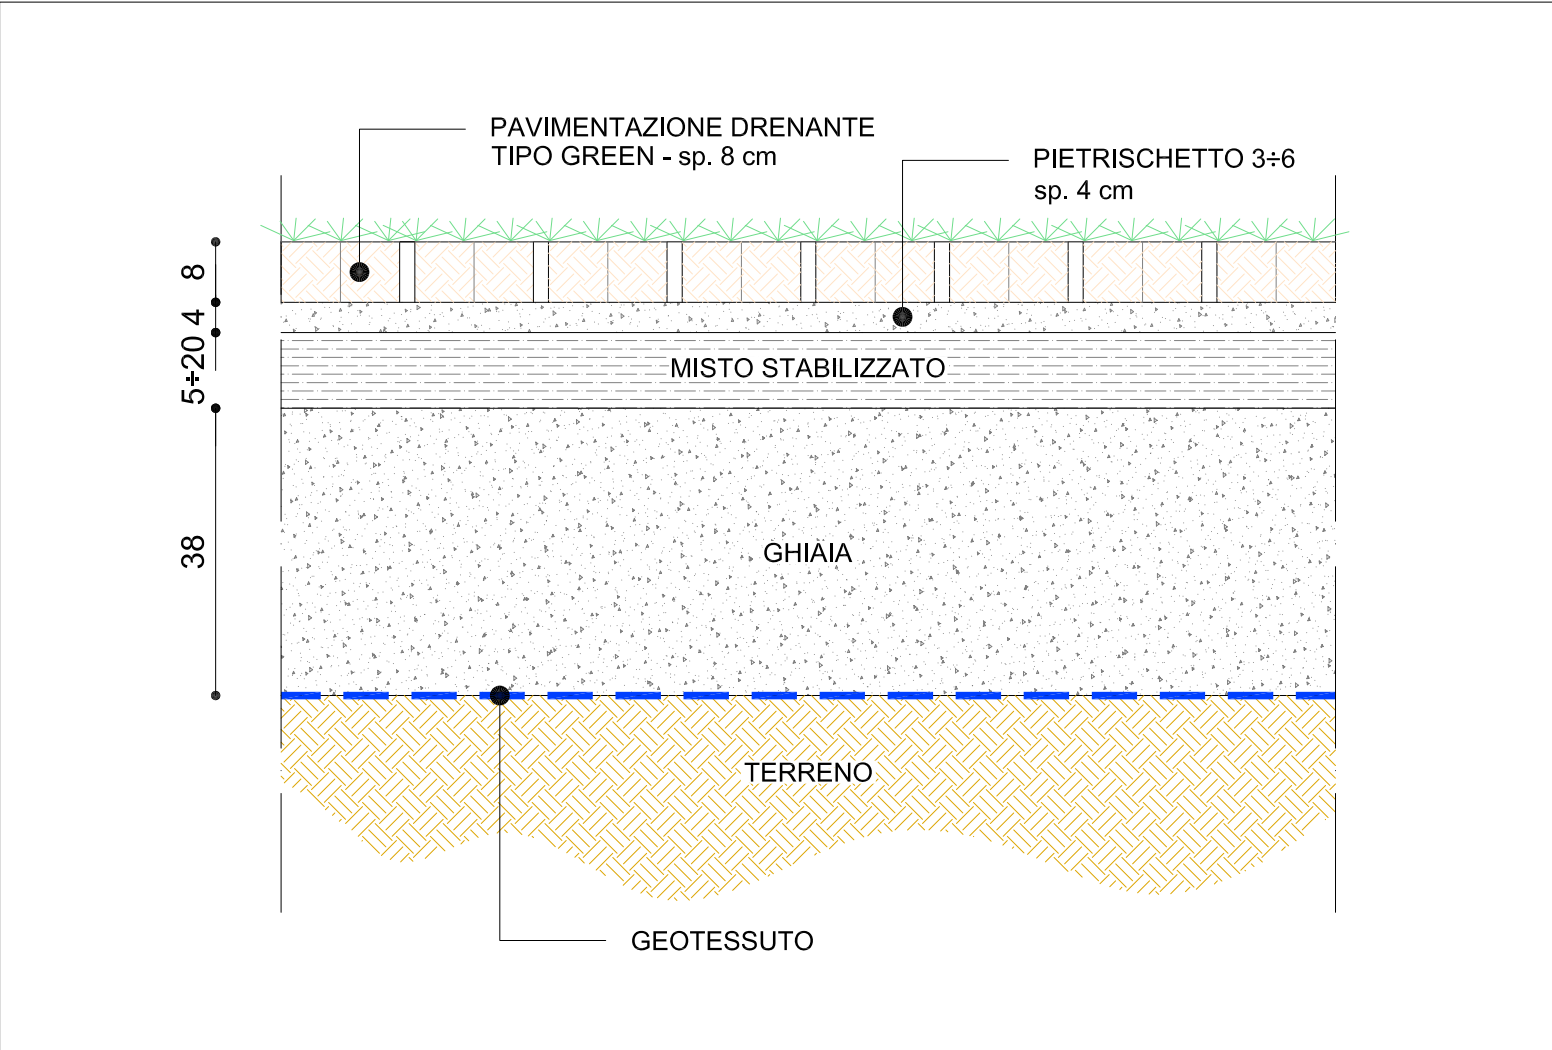 PAVIMENTAZIONE DRENANTE
TIPO GREEN - sp. 8 cm
PIETRISCHETTO 3÷6
sp. 4 cm
8
4
5÷20
MISTO STABILIZZATO
38
GHIAIA
TERRENO
GEOTESSUTO